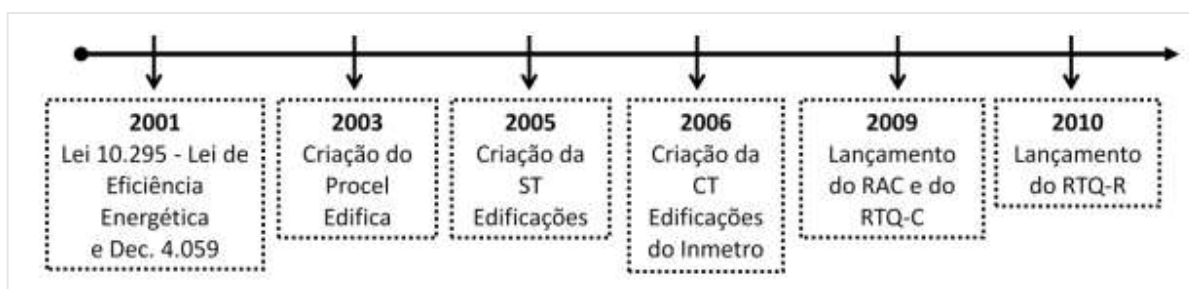 2001
Lei 10.295 - Lei de
Eficiência
Energética
e Dec. 4.059
2003
Criação do
Procel
Edifica
2005
Criação da
ST
Edificações
2006
Criação da
CT
Edificações
do Inmetro
2009
Lançamento
do RAC e do
RTQ-C
2010
Lançamento
do RTQ-R